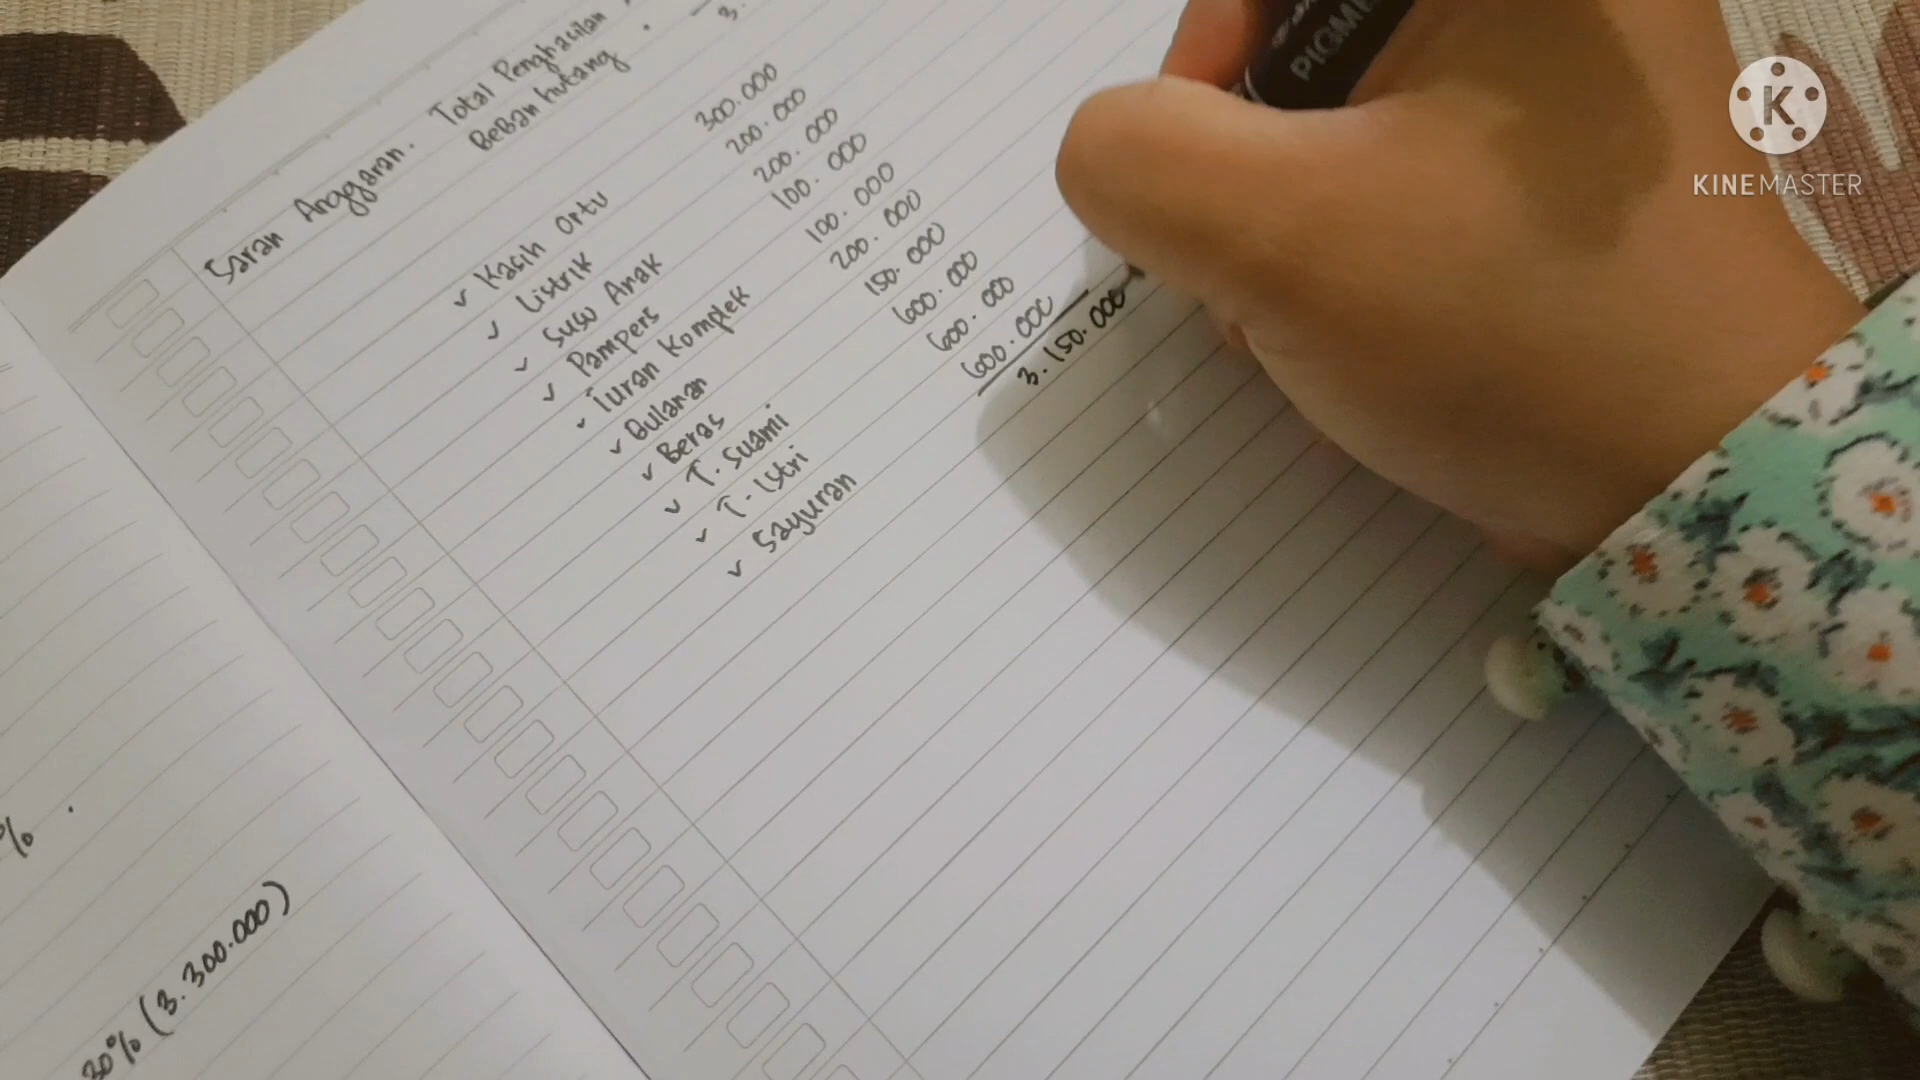 Saran Anggaran. Total Penghasilan
Beban hutang . 3.
✓ Kasih Ortu 300.000
✓ Listrik 200.000
✓ Susu Anak 200.000
✓ Pampers 100.000
✓ Iuran Komplek 100.000
✓ Bulanan 200.000
✓ Beras 150.000
✓ T. Suami 600.000
✓ T. Istri 600.000
✓ Sayuran 600.000
3.150.000
% .
30% (3.300.000)
PIGM
K
KINEMASTER